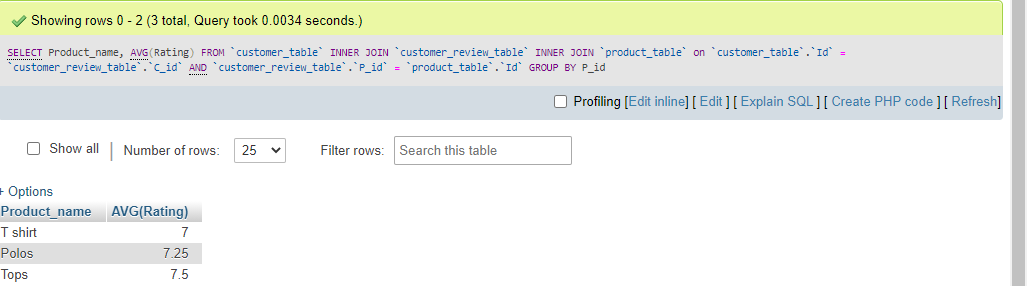 Showing rows 0 - 2 (3 total, Query took 0.0034 seconds.)
SELECT Product_name, AVG(Rating) FROM `customer_table` INNER JOIN `customer_review_table` INNER JOIN `product_table` on `customer_table`.`Id` =
`customer_review_table`.`C_id` AND `customer_review_table`.`P_id` = `product_table`.`Id` GROUP BY P_id
Profiling [Edit inline] [ Edit ] [ Explain SQL ] [ Create PHP code ] [ Refresh]
Show all | Number of rows: 25 Filter rows: Search this table
+ Options
Product_name AVG(Rating)
T shirt 7
Polos 7.25
Tops 7.5